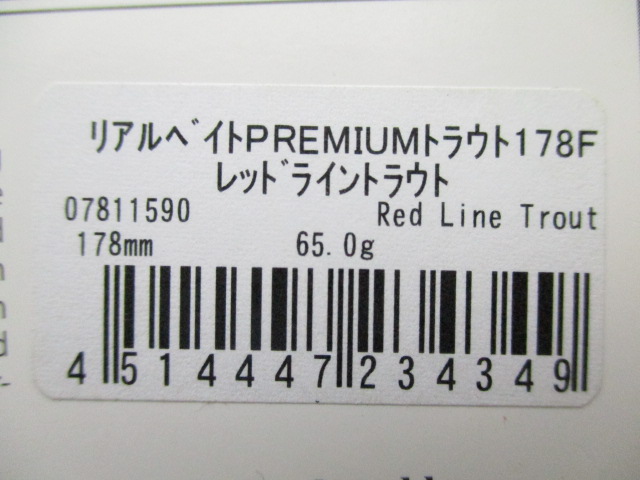 リアルベイトPREMIUMトラウト178F
レッドライントラウト
07811590 Red Line Trout
178mm 65.0g
4 514447 234349